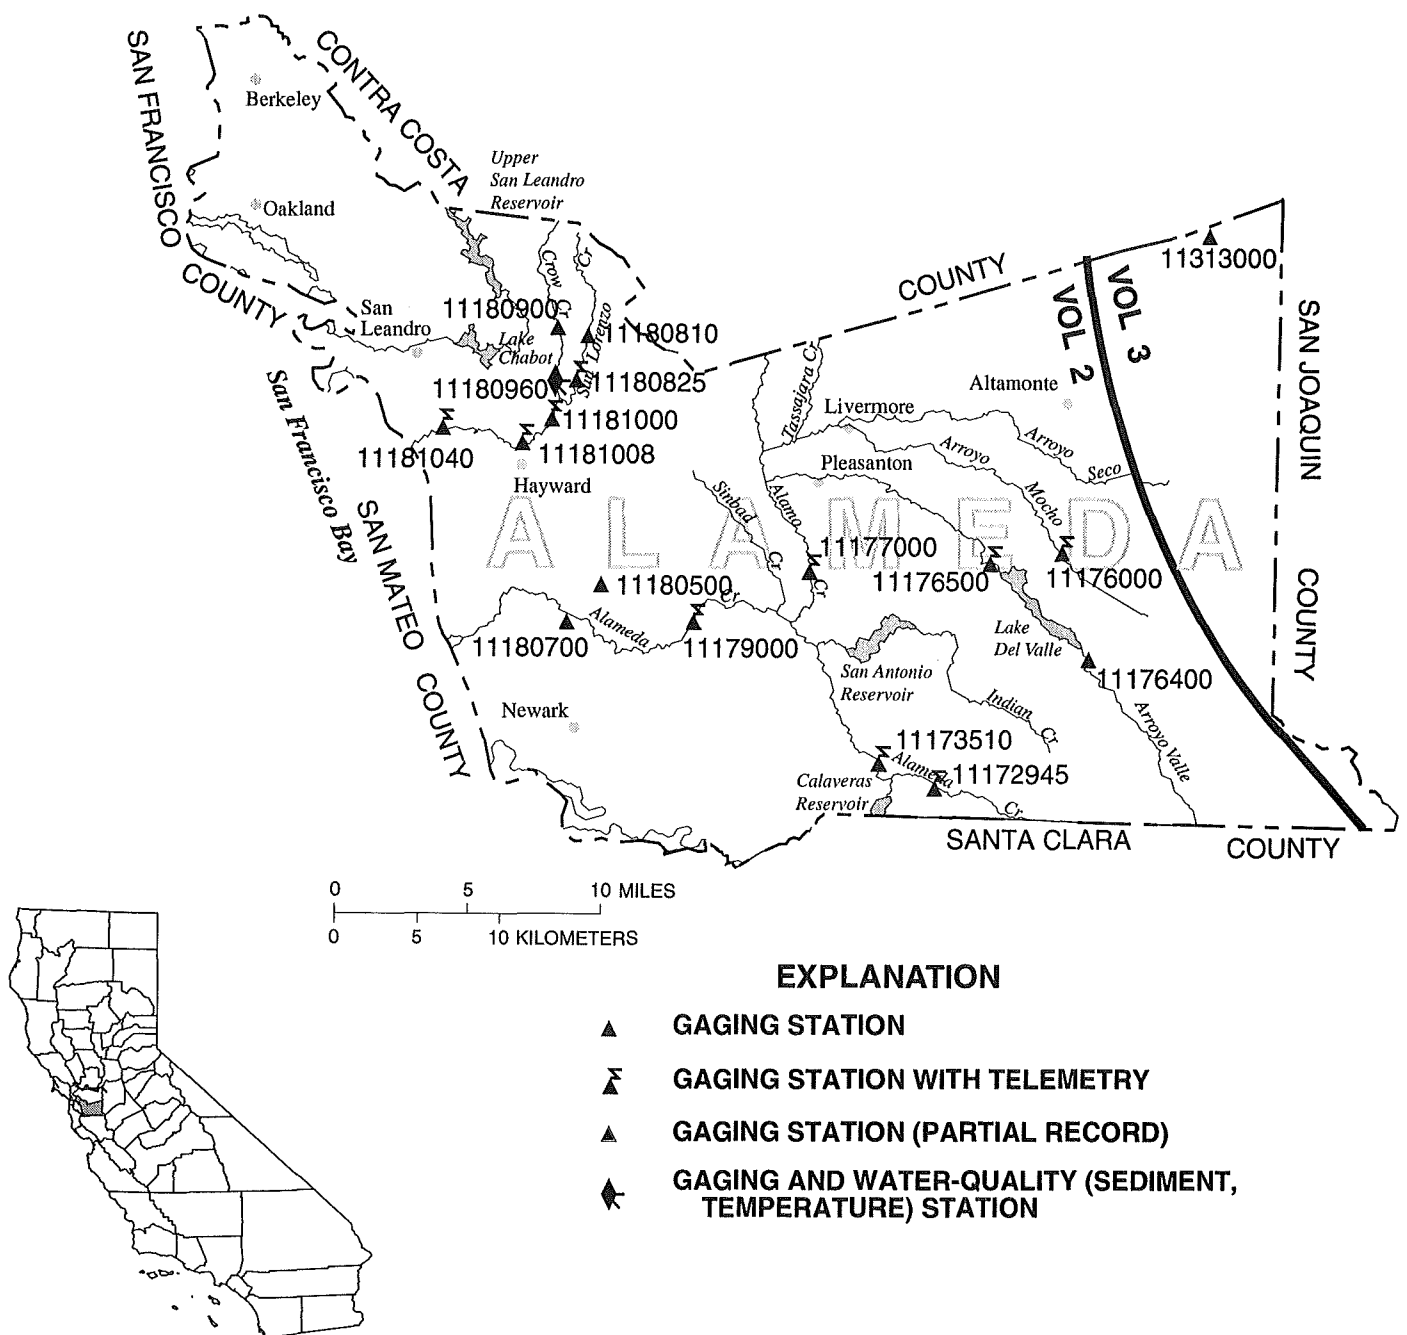 SAN FRANCISCO
COUNTY
CONTRA COSTA
COUNTY
Berkeley
Oakland
Upper
San Leandro
Reservoir
Crow Cr
Cr
San Lorenzo
11313000
VOL 2
VOL 3
SAN JOAQUIN
COUNTY
San
Leandro
11180900
11180810
Lake
Chabot
11180960
11180825
11181000
11181040
11181008
Hayward
San Francisco Bay
SAN MATEO
COUNTY
Tassajara Cr
Altamonte
Livermore
Arroyo
Seco
Pleasanton
Arroyo
Mocho
ALAMEDA
Sinbad
Cr
Alamo
Cr
11177000
11176500
11176000
11180500
Alameda
Cr
11180700
11179000
Lake
Del Valle
11176400
San Antonio
Reservoir
Indian
Cr
Arroyo Valle
Newark
11173510
Alameda
Cr
11172945
Calaveras
Reservoir
SANTA CLARA
COUNTY
0 5 10 MILES
0 5 10 KILOMETERS
EXPLANATION
GAGING STATION
GAGING STATION WITH TELEMETRY
GAGING STATION (PARTIAL RECORD)
GAGING AND WATER-QUALITY (SEDIMENT,
TEMPERATURE) STATION